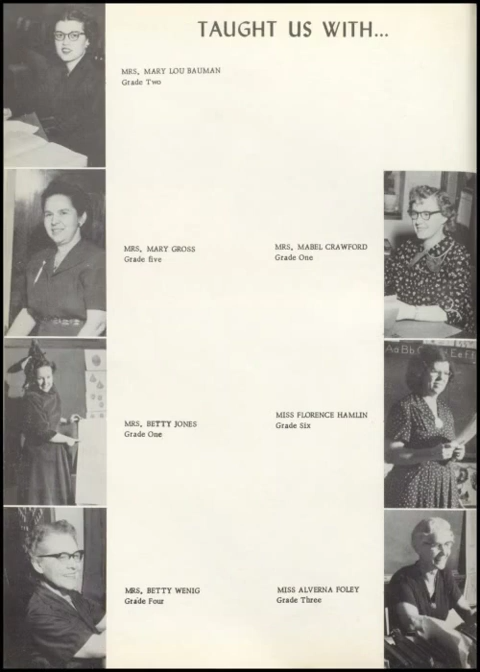 TAUGHT US WITH...
MRS, MARY LOU BAUMAN
Grade Two
MRS, MARY GROSS
Grade five
MRS, MABEL CRAWFORD
Grade One
MRS, BETTY JONES
Grade One
MISS FLORENCE HAMLIN
Grade Six
MRS, BETTY WENIG
Grade Four
MISS ALVERNA FOLEY
Grade Three
Aa Bb